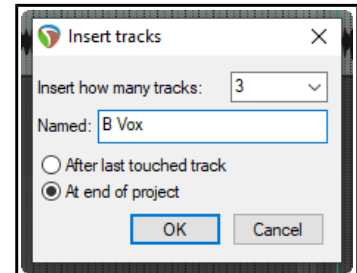 Insert tracks
Insert how many tracks: 3
Named: B Vox
After last touched track
At end of project
OK Cancel